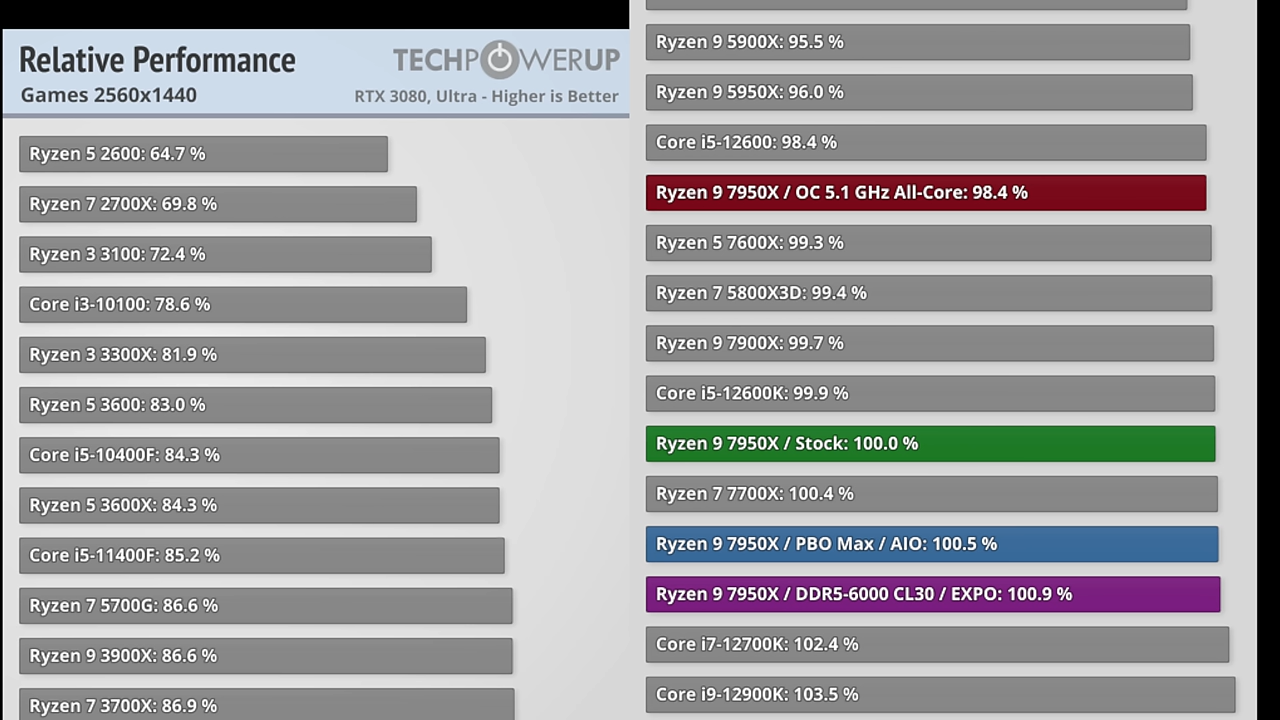 Relative Performance
TECHPOWERUP
Games 2560x1440
RTX 3080, Ultra - Higher is Better
Ryzen 5 2600: 64.7 %
Ryzen 7 2700X: 69.8 %
Ryzen 3 3100: 72.4 %
Core i3-10100: 78.6 %
Ryzen 3 3300X: 81.9 %
Ryzen 5 3600: 83.0 %
Core i5-10400F: 84.3 %
Ryzen 5 3600X: 84.3 %
Core i5-11400F: 85.2 %
Ryzen 7 5700G: 86.6 %
Ryzen 9 3900X: 86.6 %
Ryzen 7 3700X: 86.9 %
Ryzen 9 5900X: 95.5 %
Ryzen 9 5950X: 96.0 %
Core i5-12600: 98.4 %
Ryzen 9 7950X / OC 5.1 GHz All-Core: 98.4 %
Ryzen 5 7600X: 99.3 %
Ryzen 7 5800X3D: 99.4 %
Ryzen 9 7900X: 99.7 %
Core i5-12600K: 99.9 %
Ryzen 9 7950X / Stock: 100.0 %
Ryzen 7 7700X: 100.4 %
Ryzen 9 7950X / PBO Max / AIO: 100.5 %
Ryzen 9 7950X / DDR5-6000 CL30 / EXPO: 100.9 %
Core i7-12700K: 102.4 %
Core i9-12900K: 103.5 %